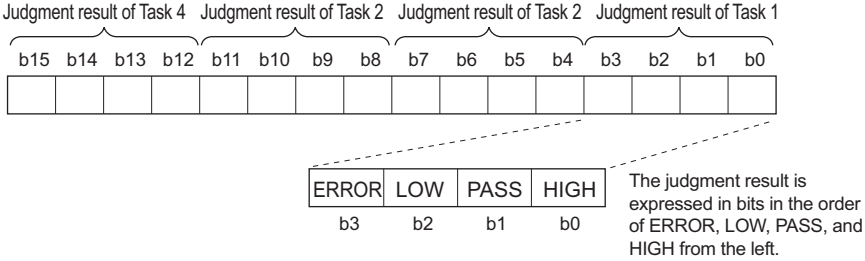 Judgment result of Task 4 Judgment result of Task 2 Judgment result of Task 2 Judgment result of Task 1
b15 b14 b13 b12 b11 b10 b9 b8 b7 b6 b5 b4 b3 b2 b1 b0
ERROR LOW PASS HIGH
b3 b2 b1 b0
The judgment result is
expressed in bits in the order
of ERROR, LOW, PASS, and
HIGH from the left.